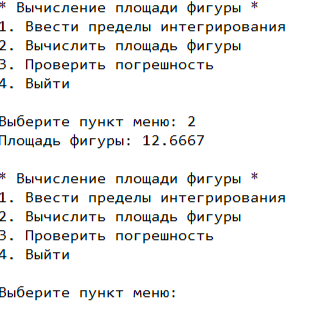 * Вычисление площади фигуры *
1. Ввести пределы интегрирования
2. Вычислить площадь фигуры
3. Проверить погрешность
4. Выйти
Выберите пункт меню: 2
Площадь фигуры: 12.6667
* Вычисление площади фигуры *
1. Ввести пределы интегрирования
2. Вычислить площадь фигуры
3. Проверить погрешность
4. Выйти
Выберите пункт меню: